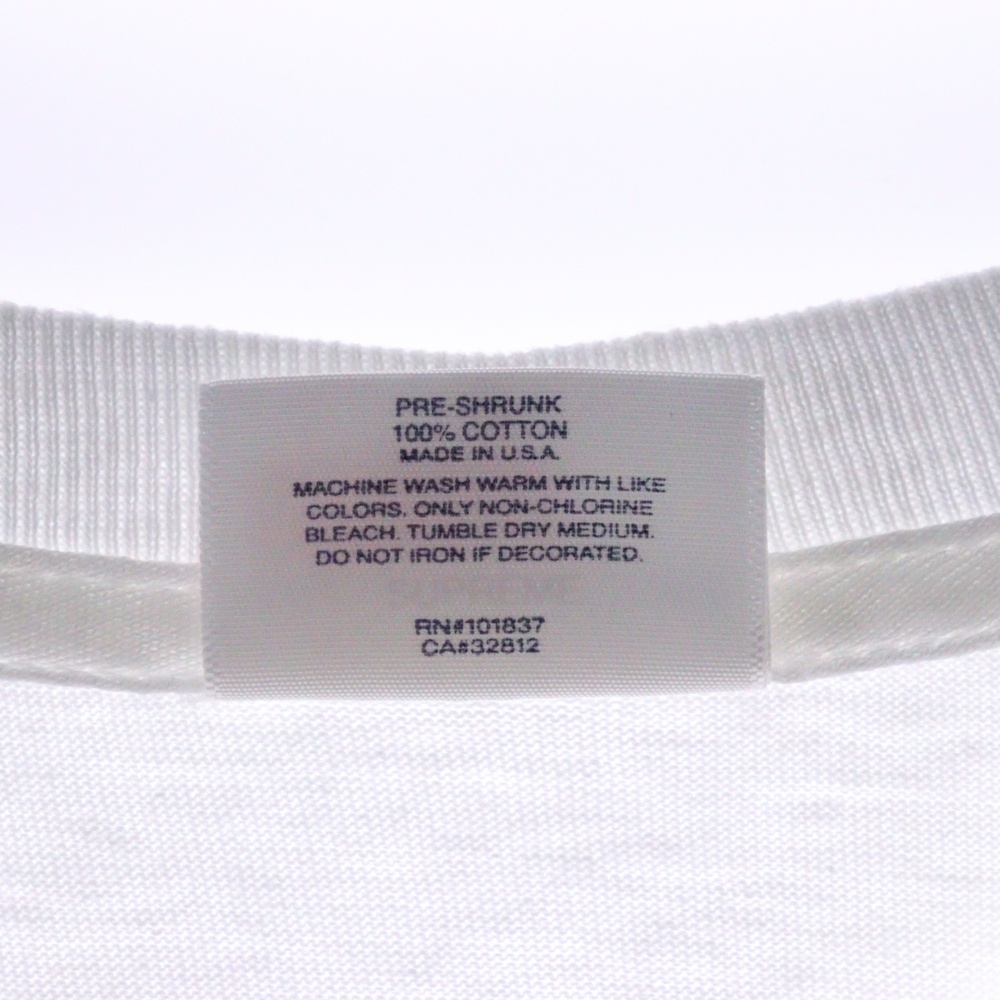 PRE-SHRUNK
100% COTTON
MADE IN U.S.A.
MACHINE WASH WARM WITH LIKE
COLORS. ONLY NON-CHLORINE
BLEACH. TUMBLE DRY MEDIUM.
DO NOT IRON IF DECORATED.
RN#101837
CA#32812